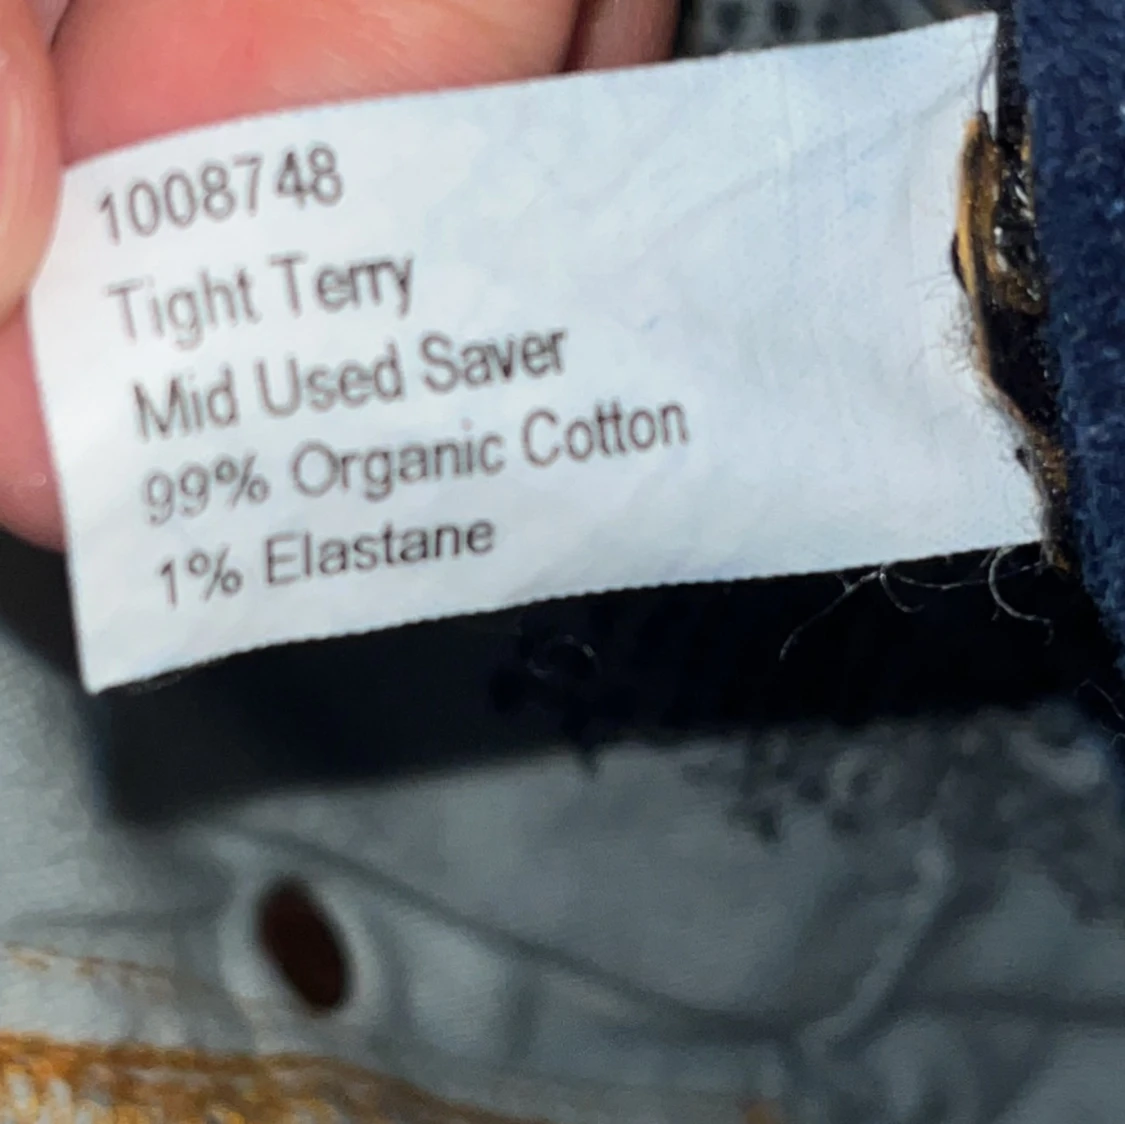 1008748
Tight Terry
Mid Used Saver
99% Organic Cotton
1% Elastane